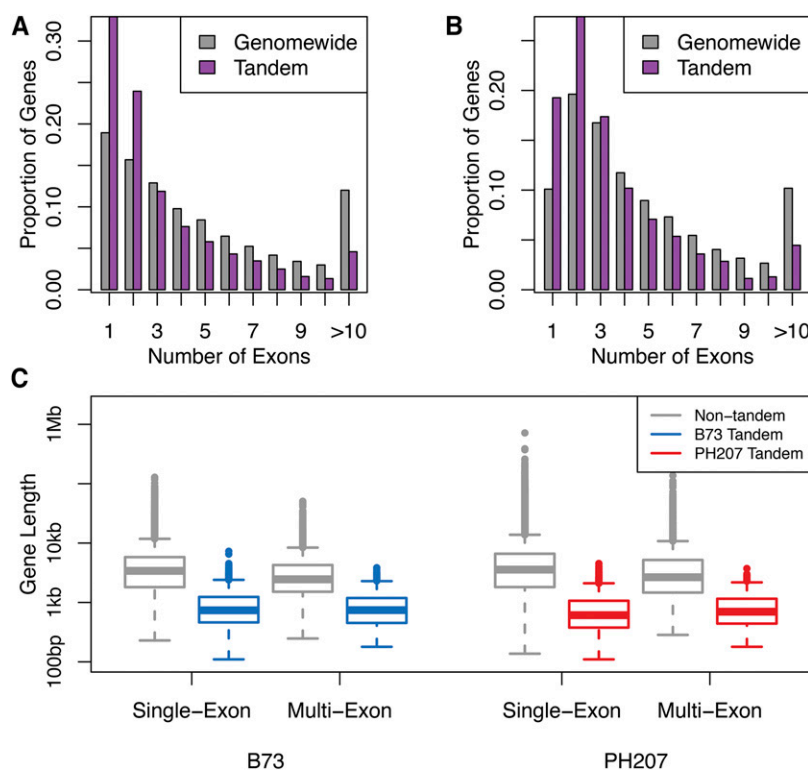 A
Proportion of Genes
0.30
0.20
0.10
0.00
Genomewide
Tandem
1 3 5 7 9 >10
Number of Exons
B
Proportion of Genes
0.20
0.10
0.00
Genomewide
Tandem
1 3 5 7 9 >10
Number of Exons
C
Gene Length
1Mb
10kb
1kb
100bp
Non-tandem
B73 Tandem
PH207 Tandem
Single-Exon Multi-Exon Single-Exon Multi-Exon
B73 PH207